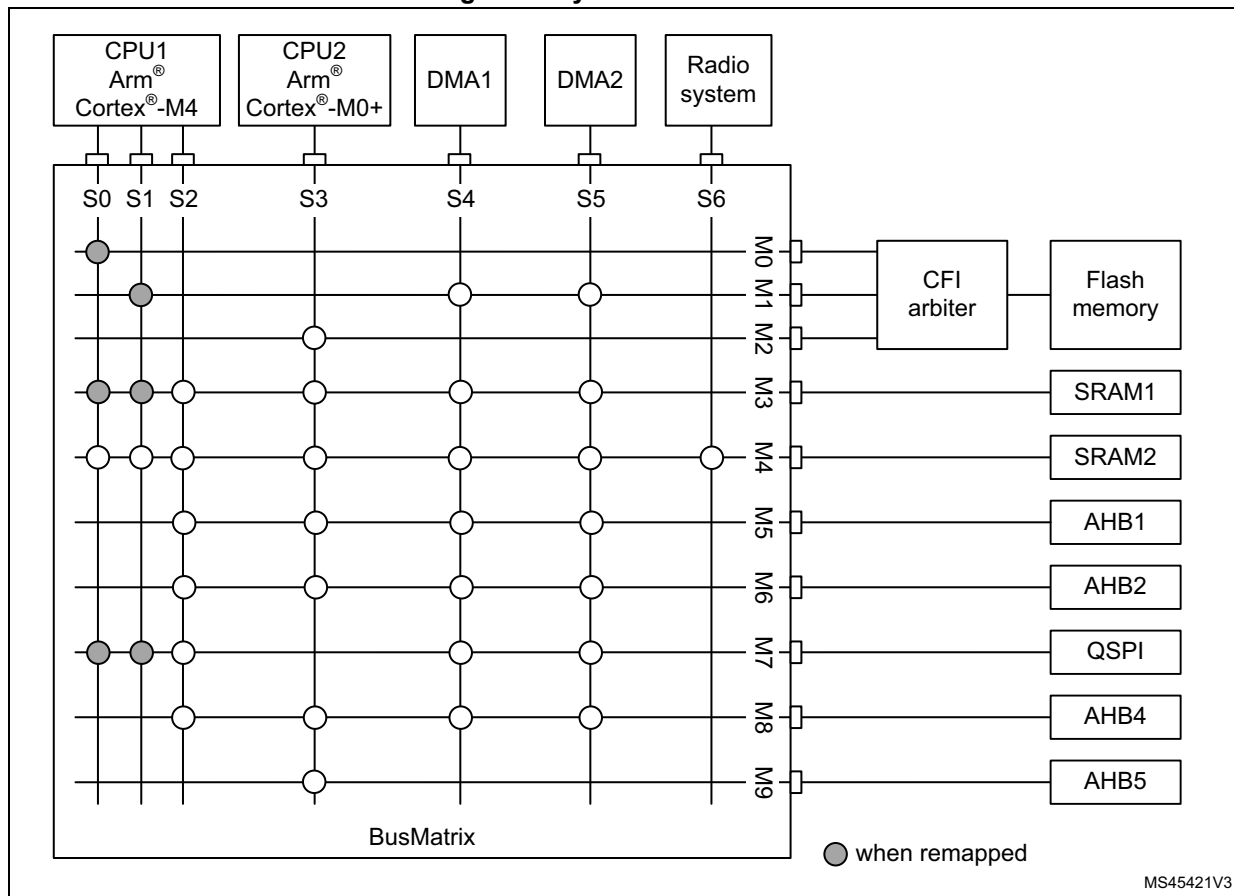 CPU1
Arm®
Cortex®-M4
CPU2
Arm®
Cortex®-M0+
DMA1
DMA2
Radio
system
S0 S1 S2 S3 S4 S5 S6
M0
M1
M2
CFI
arbiter
Flash
memory
M3
SRAM1
M4
SRAM2
M5
AHB1
M6
AHB2
M7
QSPI
M8
AHB4
M9
AHB5
BusMatrix
when remapped
MS45421V3